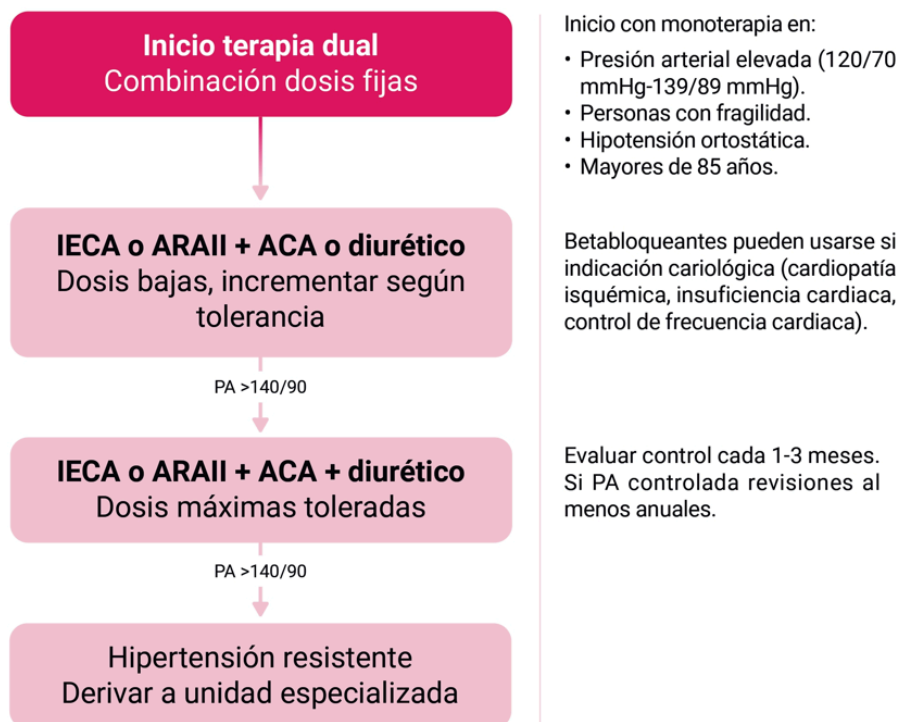 Inicio terapia dual
Combinación dosis fijas
Inicio con monoterapia en:
• Presión arterial elevada (120/70
mmHg-139/89 mmHg).
• Personas con fragilidad.
• Hipotensión ortostática.
• Mayores de 85 años.
IECA o ARAII + ACA o diurético
Dosis bajas, incrementar según
tolerancia
Betabloqueantes pueden usarse si
indicación cariológica (cardiopatía
isquémica, insuficiencia cardiaca,
control de frecuencia cardiaca).
PA >140/90
IECA o ARAII + ACA + diurético
Dosis máximas toleradas
Evaluar control cada 1-3 meses.
Si PA controlada revisiones al
menos anuales.
PA >140/90
Hipertensión resistente
Derivar a unidad especializada